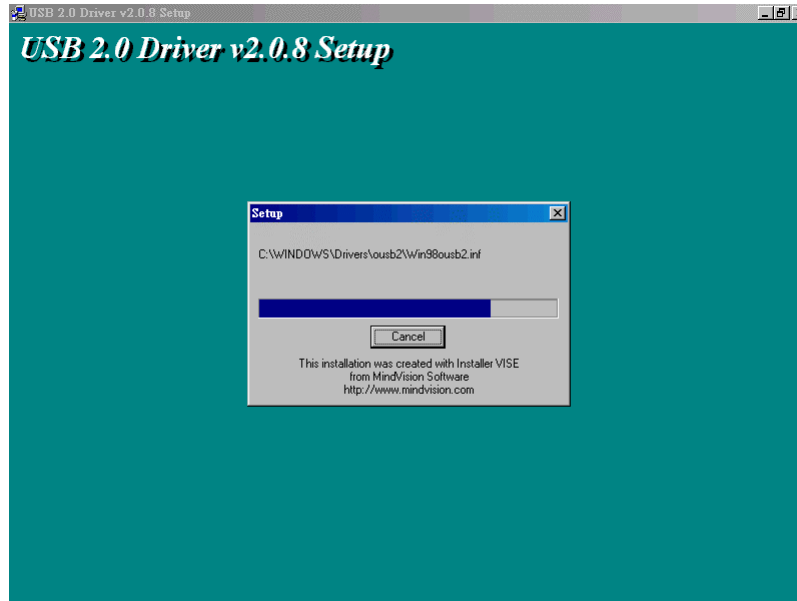 USB 2.0 Driver v2.0.8 Setup
USB 2.0 Driver v2.0.8 Setup
Setup
C:\WINDOWS\Drivers\ousb2\Win98ousb2.inf
Cancel
This installation was created with Installer VISE
from MindVision Software
http://www.mindvision.com